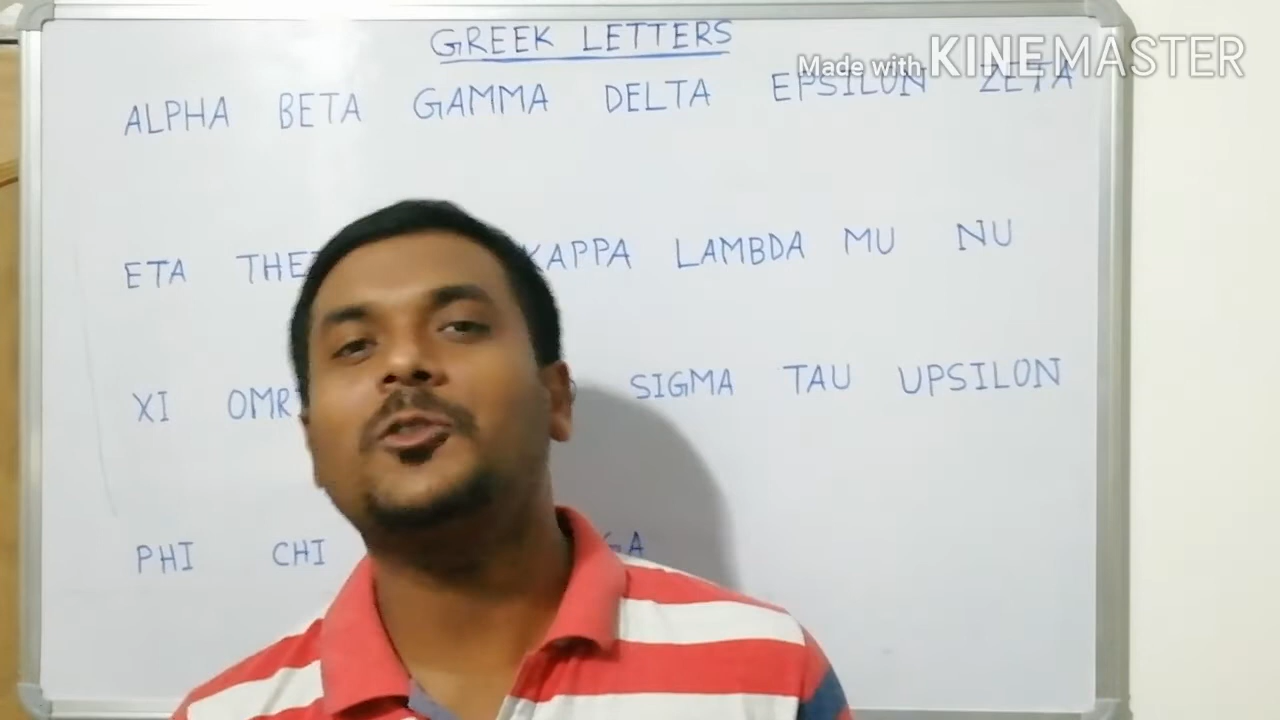 GREEK LETTERS
Made with KINEMASTER
ALPHA BETA GAMMA DELTA EPSILON ZETA
ETA KAPPA LAMBDA MU NU
XI SIGMA TAU UPSILON
PHI CHI